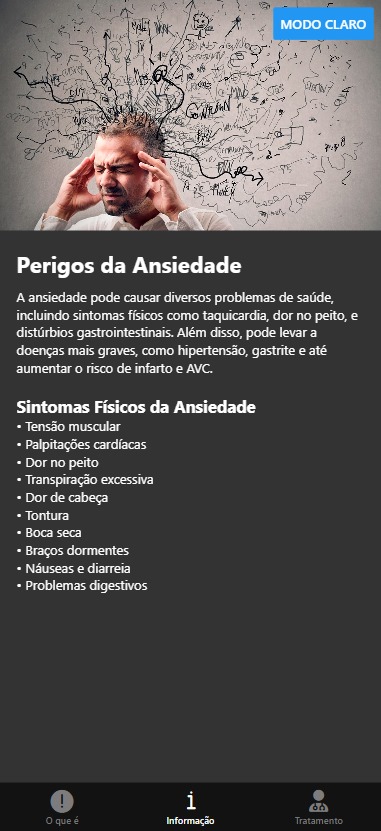 MODO CLARO
Perigos da Ansiedade
A ansiedade pode causar diversos problemas de saúde,
incluindo sintomas físicos como taquicardia, dor no peito, e
distúrbios gastrointestinais. Além disso, pode levar a
doenças mais graves, como hipertensão, gastrite e até
aumentar o risco de infarto e AVC.
Sintomas Físicos da Ansiedade
• Tensão muscular
• Palpitações cardíacas
• Dor no peito
• Transpiração excessiva
• Dor de cabeça
• Tontura
• Boca seca
• Braços dormentes
• Náuseas e diarreia
• Problemas digestivos
O que é
Informação
Tratamento